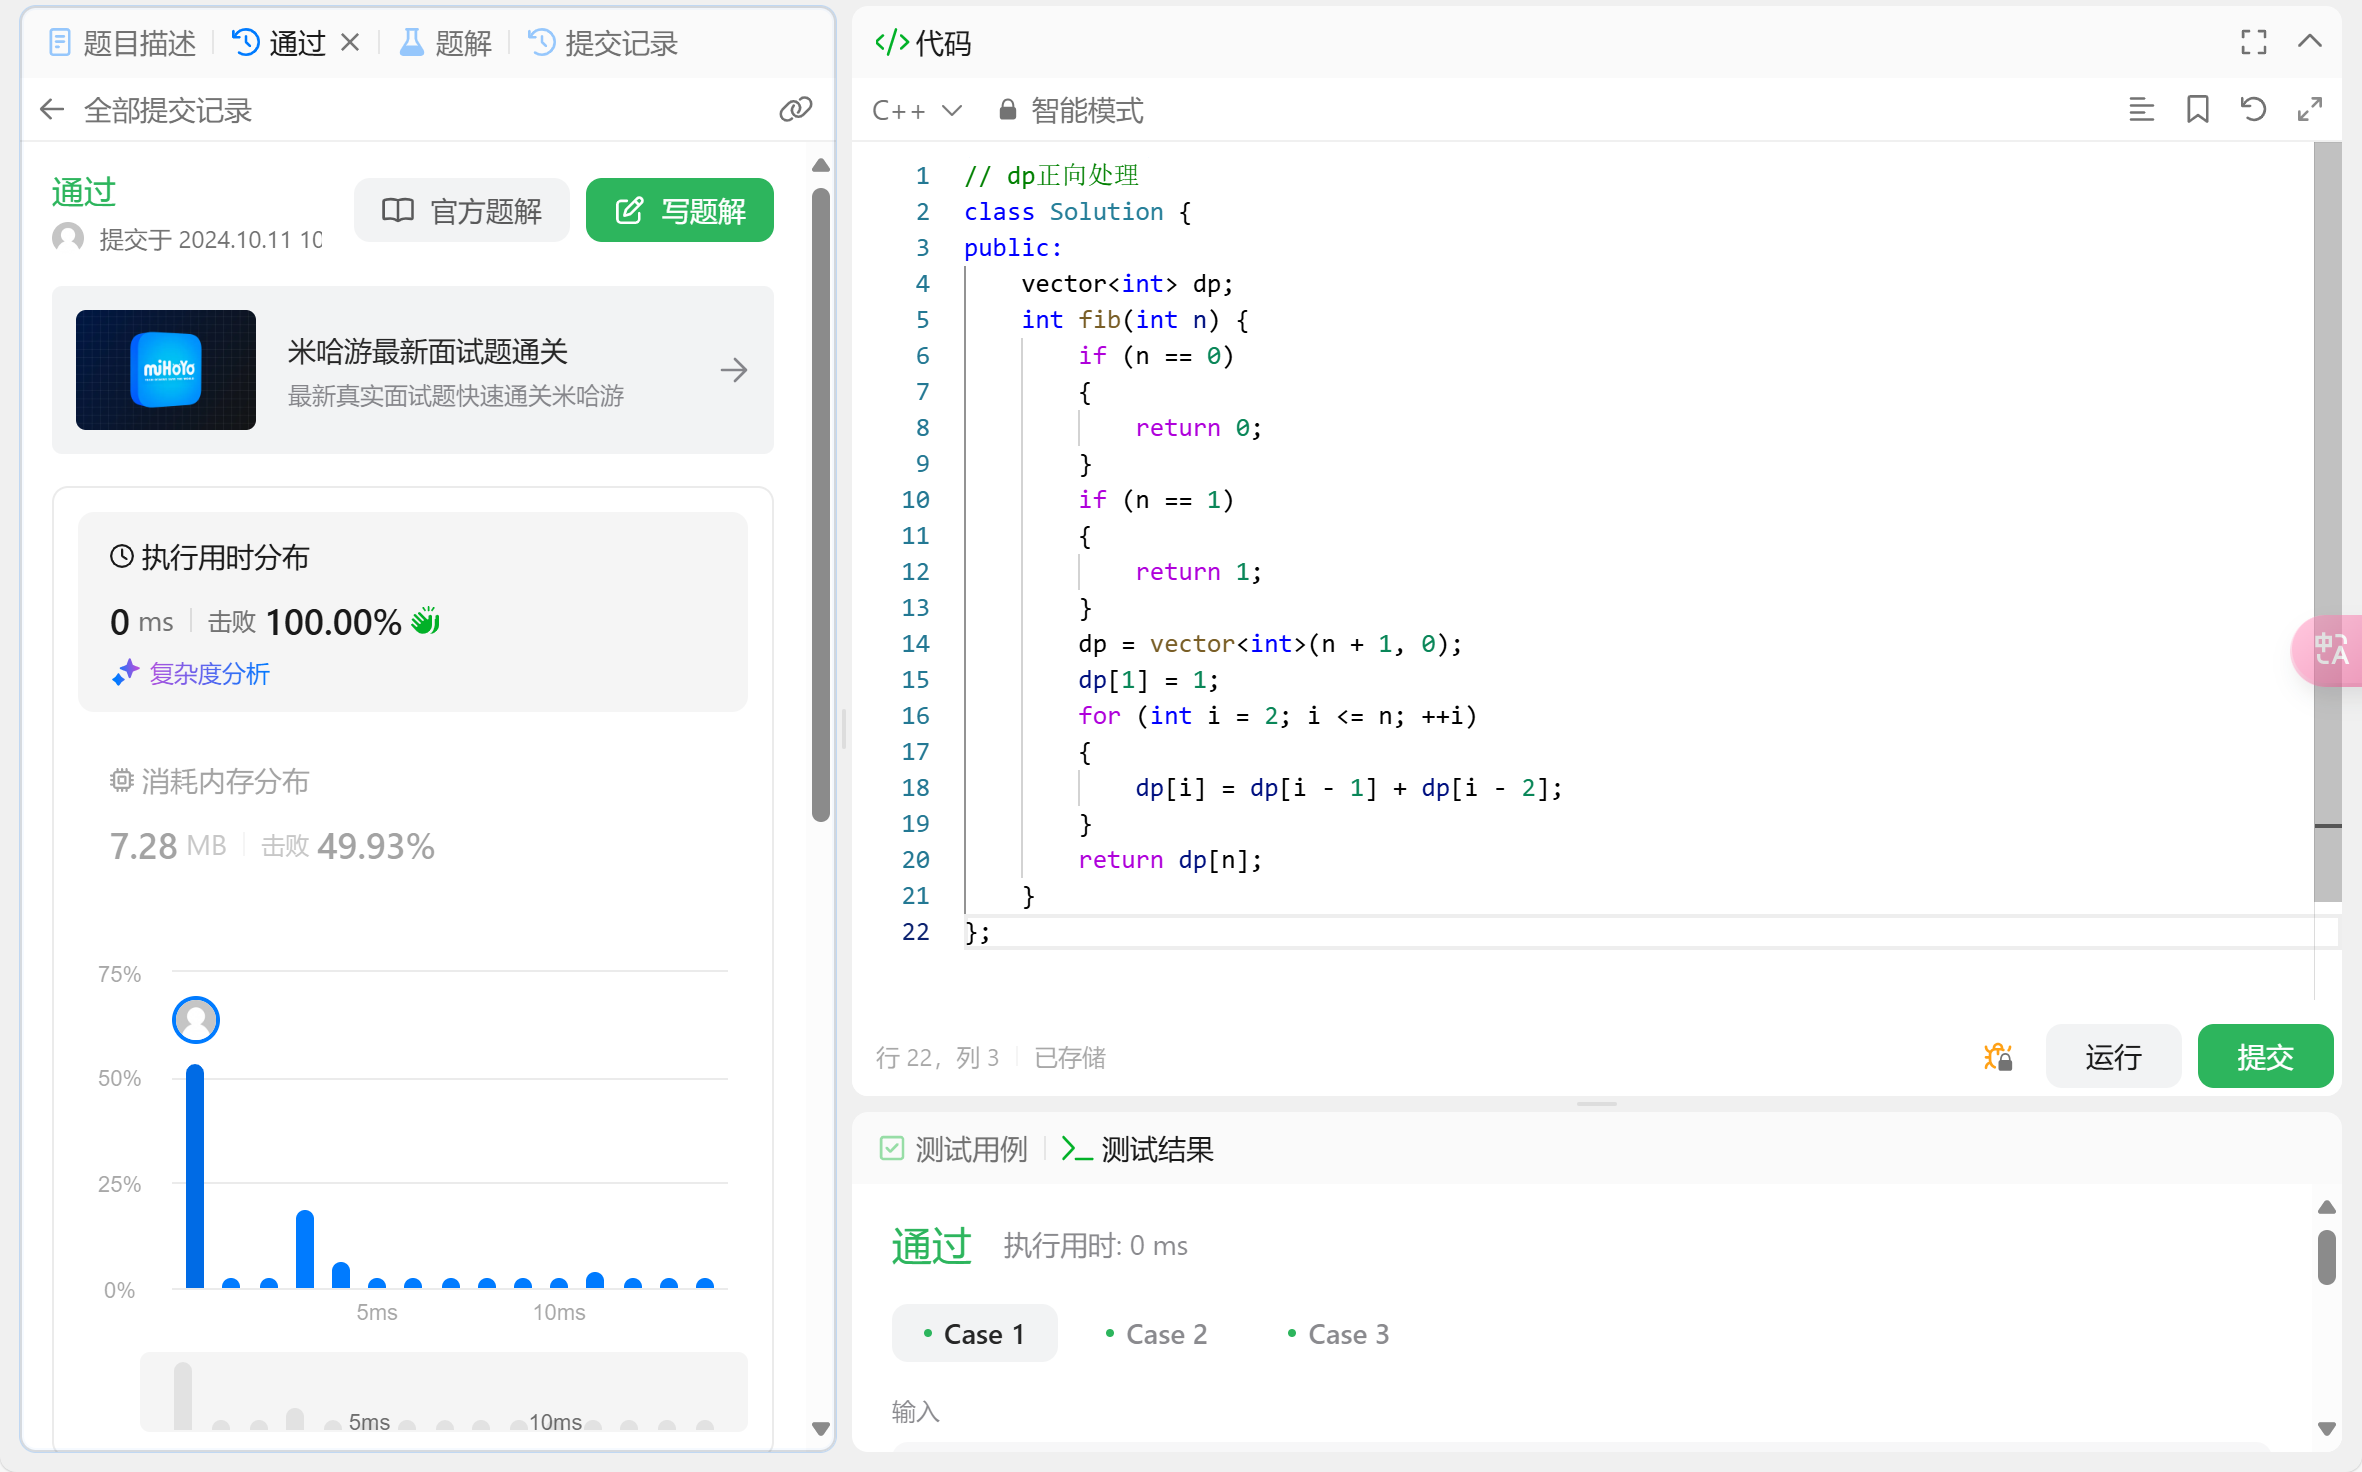 题目描述
通过
题解
提交记录
全部提交记录
通过
提交于 2024.10.11 10
官方题解
写题解
miHoYo
米哈游最新面试题通关
最新真实面试题快速通关米哈游
执行用时分布
0 ms
击败 100.00%
复杂度分析
消耗内存分布
7.28 MB
击败 49.93%
75%
50%
25%
0%
5ms
10ms
5ms
10ms
代码
C++
智能模式
1 // dp正向处理
2 class Solution {
3 public:
4     vector<int> dp;
5     int fib(int n) {
6         if (n == 0)
7         {
8             return 0;
9         }
10         if (n == 1)
11         {
12             return 1;
13         }
14         dp = vector<int>(n + 1, 0);
15         dp[1] = 1;
16         for (int i = 2; i <= n; ++i)
17         {
18             dp[i] = dp[i - 1] + dp[i - 2];
19         }
20         return dp[n];
21     }
22 };
中A
行 22, 列 3
已存储
运行
提交
测试用例
测试结果
通过
执行用时: 0 ms
Case 1
Case 2
Case 3
输入